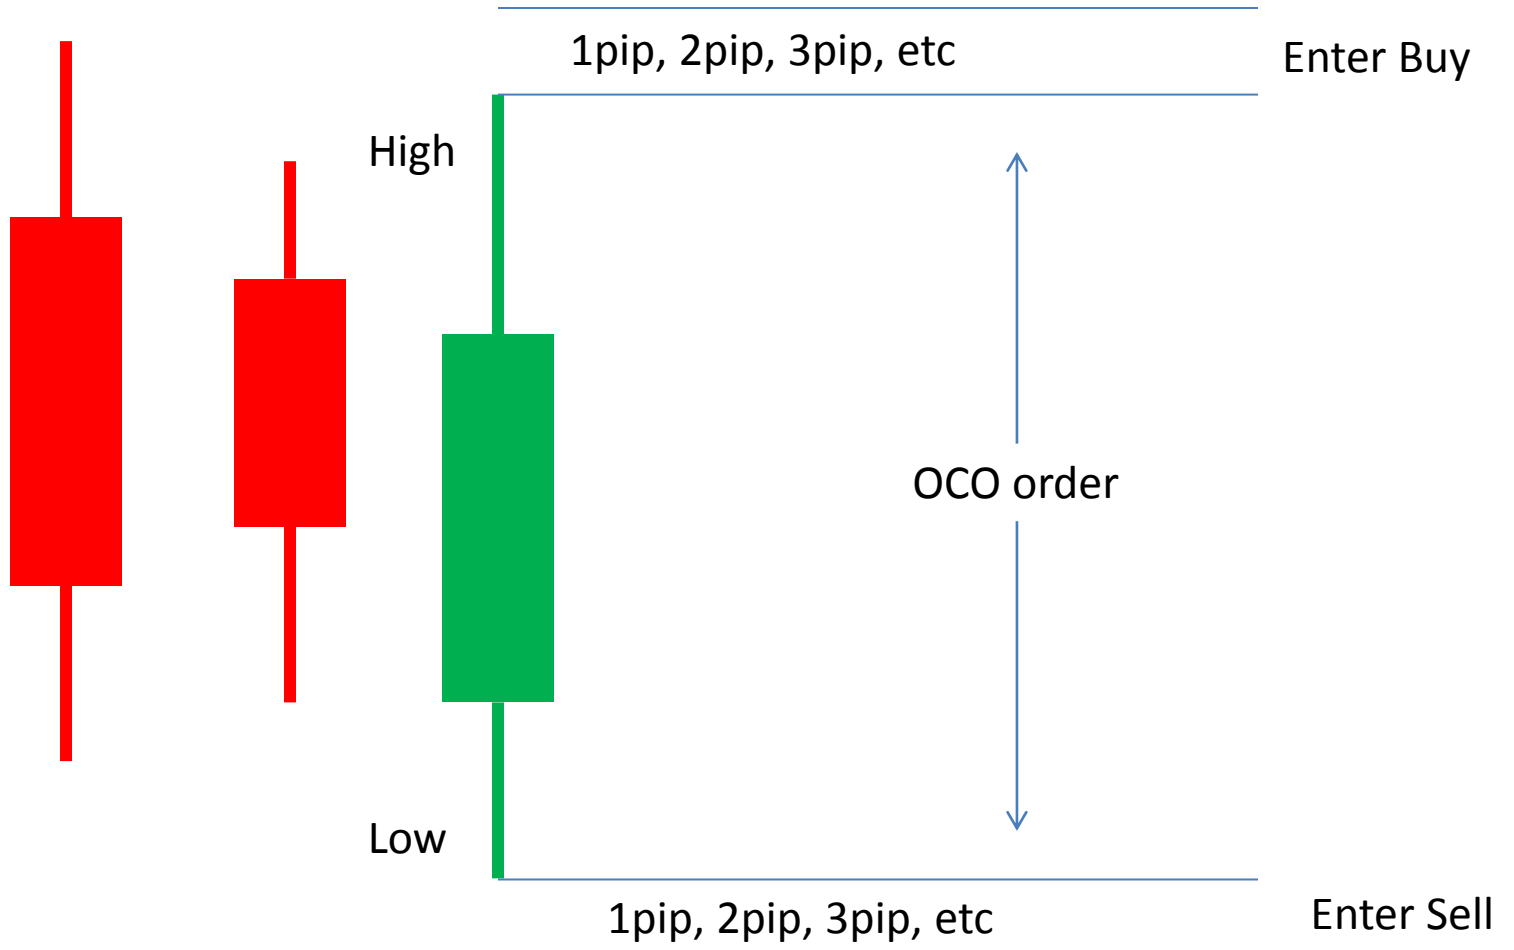 1pip, 2pip, 3pip, etc
Enter Buy
High
OCO order
Low
1pip, 2pip, 3pip, etc
Enter Sell